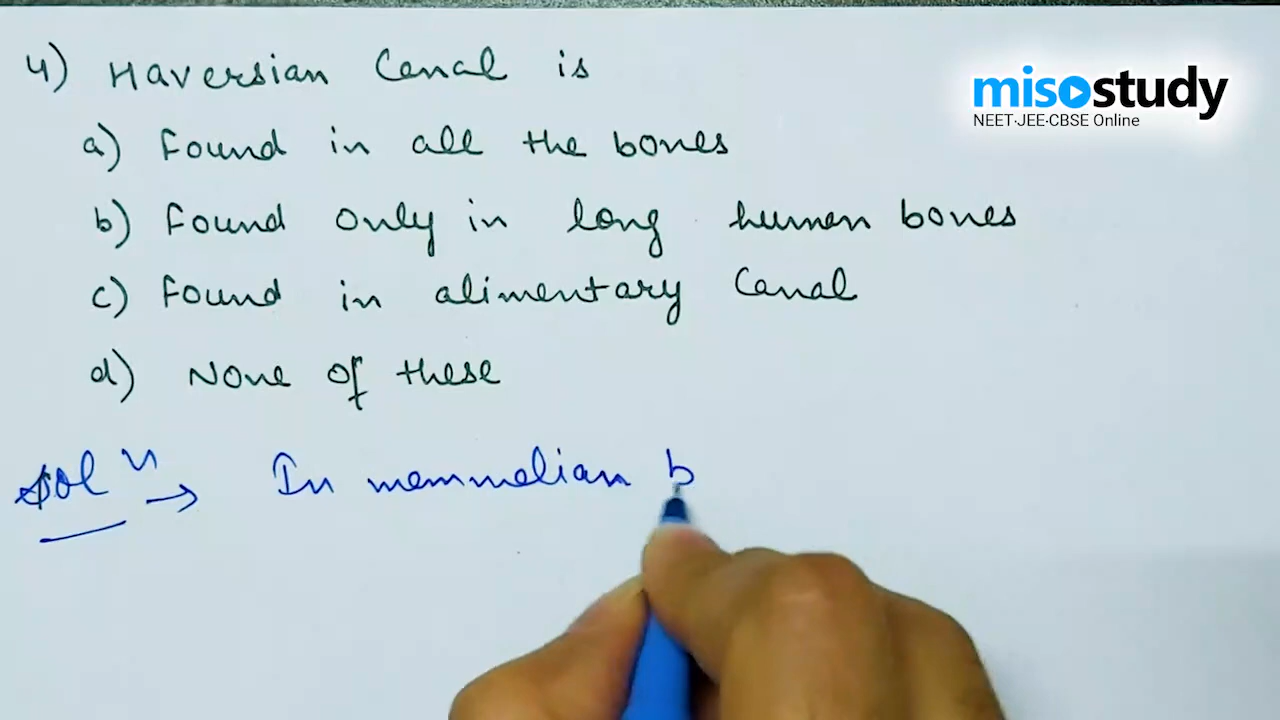 4) Haversian Canal is
misostudy
NEET-JEE-CBSE Online
a) Found in all the bones
b) Found only in long human bones
c) Found in alimentary Canal
d) None of these
Solⁿ → In mammalian b